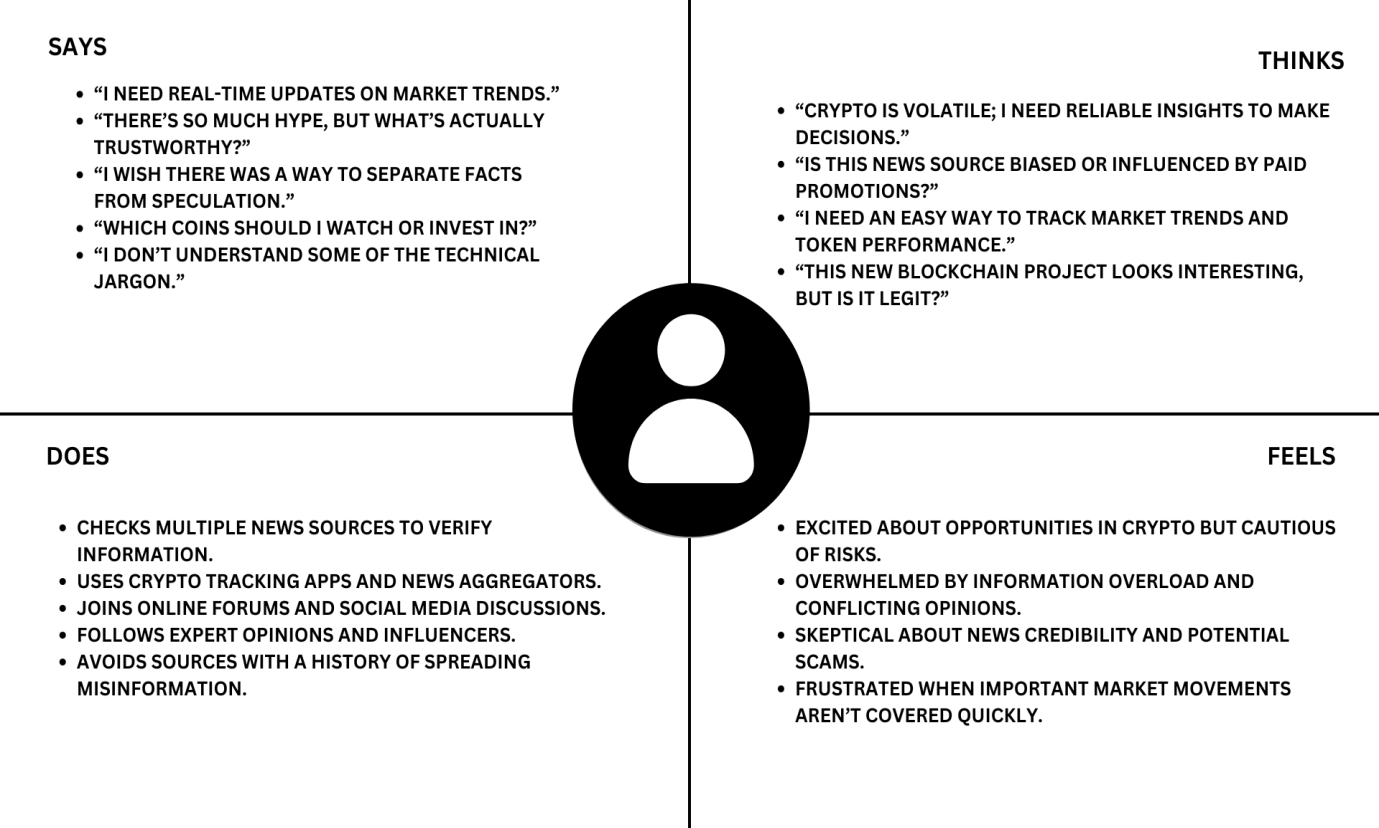 SAYS
• “I NEED REAL-TIME UPDATES ON MARKET TRENDS.”
• “THERE’S SO MUCH HYPE, BUT WHAT’S ACTUALLY
TRUSTWORTHY?”
• “I WISH THERE WAS A WAY TO SEPARATE FACTS
FROM SPECULATION.”
• “WHICH COINS SHOULD I WATCH OR INVEST IN?”
• “I DON’T UNDERSTAND SOME OF THE TECHNICAL
JARGON.”
THINKS
• “CRYPTO IS VOLATILE; I NEED RELIABLE INSIGHTS TO MAKE
DECISIONS.”
• “IS THIS NEWS SOURCE BIASED OR INFLUENCED BY PAID
PROMOTIONS?”
• “I NEED AN EASY WAY TO TRACK MARKET TRENDS AND
TOKEN PERFORMANCE.”
• “THIS NEW BLOCKCHAIN PROJECT LOOKS INTERESTING,
BUT IS IT LEGIT?”
DOES
• CHECKS MULTIPLE NEWS SOURCES TO VERIFY
INFORMATION.
• USES CRYPTO TRACKING APPS AND NEWS AGGREGATORS.
• JOINS ONLINE FORUMS AND SOCIAL MEDIA DISCUSSIONS.
• FOLLOWS EXPERT OPINIONS AND INFLUENCERS.
• AVOIDS SOURCES WITH A HISTORY OF SPREADING
MISINFORMATION.
FEELS
• EXCITED ABOUT OPPORTUNITIES IN CRYPTO BUT CAUTIOUS
OF RISKS.
• OVERWHELMED BY INFORMATION OVERLOAD AND
CONFLICTING OPINIONS.
• SKEPTICAL ABOUT NEWS CREDIBILITY AND POTENTIAL
SCAMS.
• FRUSTRATED WHEN IMPORTANT MARKET MOVEMENTS
AREN’T COVERED QUICKLY.